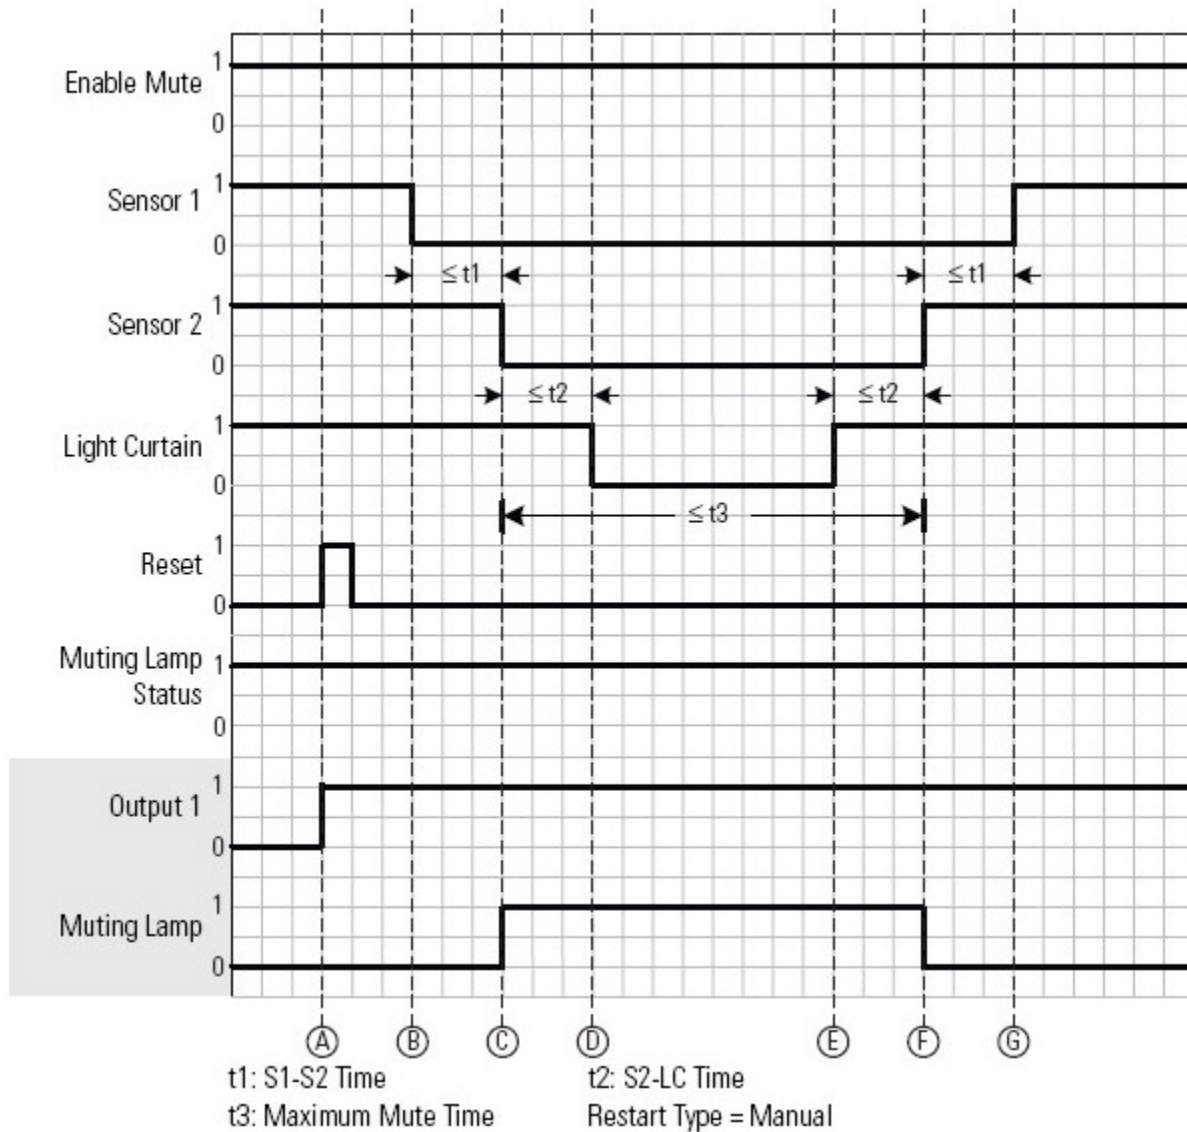 Enable Mute
1
0
Sensor 1
1
0
≤ t1
≤ t1
Sensor 2
1
0
≤ t2
≤ t2
Light Curtain
1
0
≤ t3
Reset
1
0
Muting Lamp
Status
1
0
Output 1
1
0
Muting Lamp
1
0
A B C D E F G
t1: S1-S2 Time t2: S2-LC Time
t3: Maximum Mute Time Restart Type = Manual